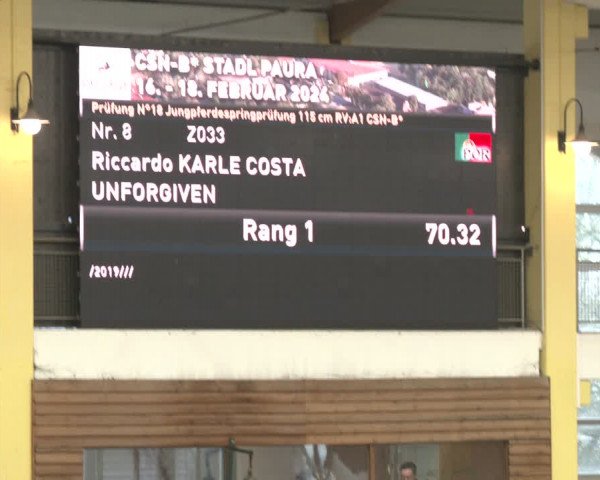 CSN-B* STADL PAURA
16. - 18. FEBRUAR 2024
Prüfung N°18 Jungpferdespringprüfung 115 cm RV:A1 CSN-B*
Nr. 8 Z033
Riccardo KARLE COSTA
POR
UNFORGIVEN
Rang 1 70.32
/2019///